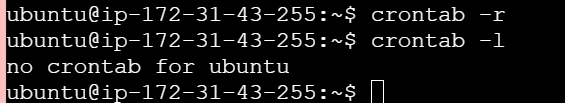 ubuntu@ip-172-31-43-255:~$ crontab -r
ubuntu@ip-172-31-43-255:~$ crontab -l
no crontab for ubuntu
ubuntu@ip-172-31-43-255:~$